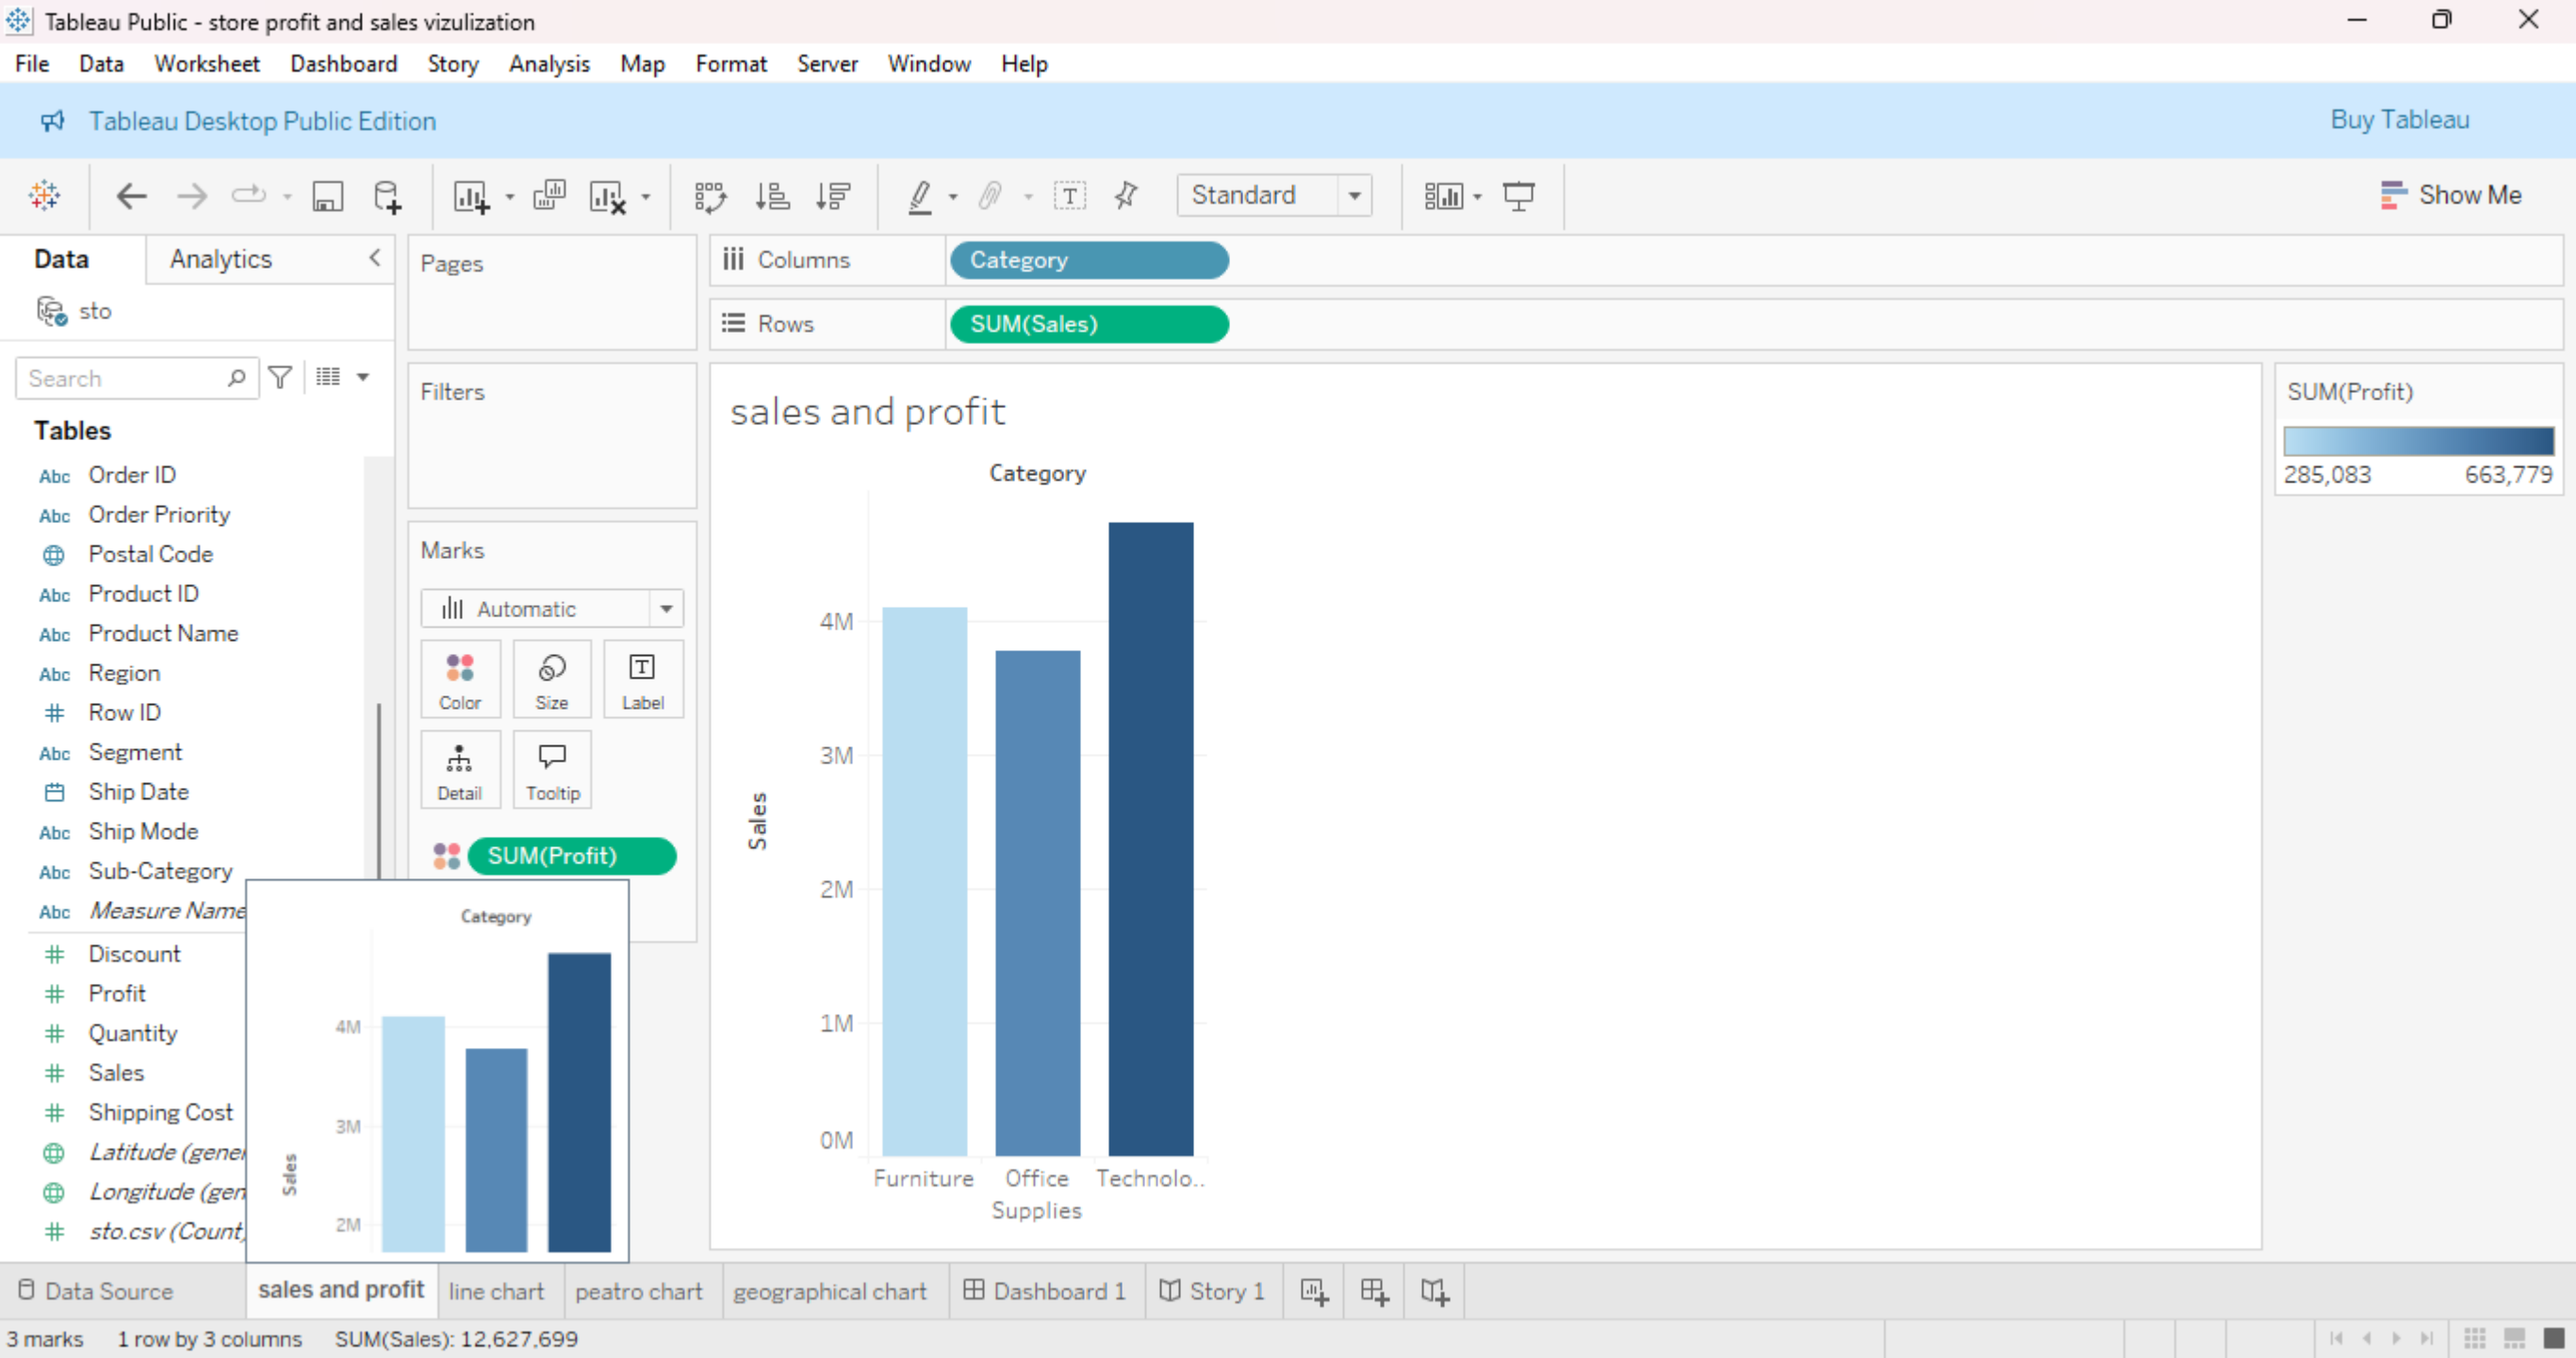 Tableau Public - store profit and sales vizulization
File Data Worksheet Dashboard Story Analysis Map Format Server Window Help
Tableau Desktop Public Edition
Buy Tableau
Standard
Show Me
Data
Analytics
sto
Search
Tables
Abc Order ID
Abc Order Priority
Postal Code
Abc Product ID
Abc Product Name
Abc Region
# Row ID
Abc Segment
Ship Date
Abc Ship Mode
Abc Sub-Category
Abc Measure Name
# Discount
# Profit
# Quantity
# Sales
# Shipping Cost
Latitude (gener
Longitude (gen
# sto.csv (Count)
Pages
Filters
Marks
Automatic
Color Size Label
Detail Tooltip
SUM(Profit)
Category
4M
3M
2M
Sales
Columns Category
Rows SUM(Sales)
sales and profit
Category
4M
3M
2M
1M
0M
Sales
Furniture
Office
Supplies
Technolo..
SUM(Profit)
285,083 663,779
Data Source
sales and profit
line chart
peatro chart
geographical chart
Dashboard 1
Story 1
3 marks 1 row by 3 columns SUM(Sales): 12,627,699